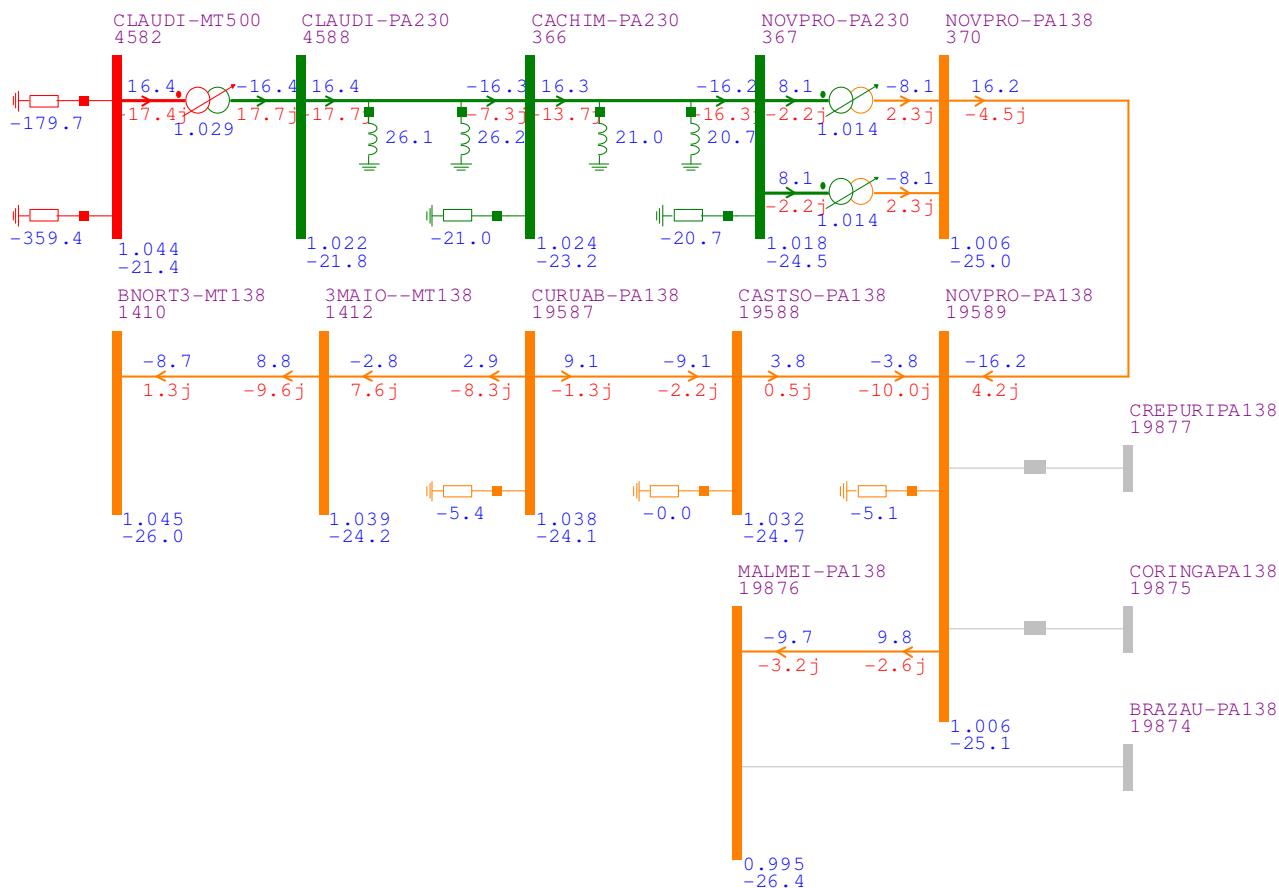 CLAUDI-MT500 CLAUDI-PA230 CACHIM-PA230 NOVPRO-PA230 NOVPRO-PA138
4582 4588 366 367 370
16.4 -16.4 16.4 -16.3 16.3 -16.2 8.1 -8.1 16.2
-17.4j 17.7j -17.7j -7.3j -13.7j -16.3j -2.2j 2.3j -4.5j
-179.7 1.029 26.1 26.2 21.0 20.7 1.014
8.1 -8.1
-2.2j 2.3j
1.014
-359.4 -21.0 -20.7
1.044 1.022 1.024 1.018 1.006
-21.4 -21.8 -23.2 -24.5 -25.0
BNORT3-MT138 3MAIO--MT138 CURUAB-PA138 CASTSO-PA138 NOVPRO-PA138
1410 1412 19587 19588 19589
-8.7 8.8 -2.8 2.9 9.1 -9.1 3.8 -3.8 -16.2
1.3j -9.6j 7.6j -8.3j -1.3j -2.2j 0.5j -10.0j 4.2j
CREPURIPA138
19877
-5.4 -0.0 -5.1
1.045 1.039 1.038 1.032
-26.0 -24.2 -24.1 -24.7
MALMEI-PA138 CORINGAPA138
19876 19875
-9.7 9.8
-3.2j -2.6j
BRAZAU-PA138
19874
1.006
-25.1
0.995
-26.4